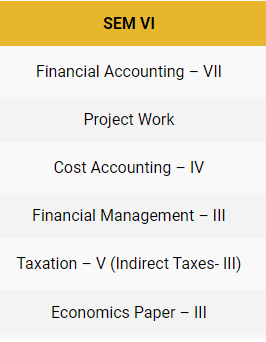 SEM VI
Financial Accounting – VII
Project Work
Cost Accounting – IV
Financial Management – III
Taxation – V (Indirect Taxes- III)
Economics Paper – III